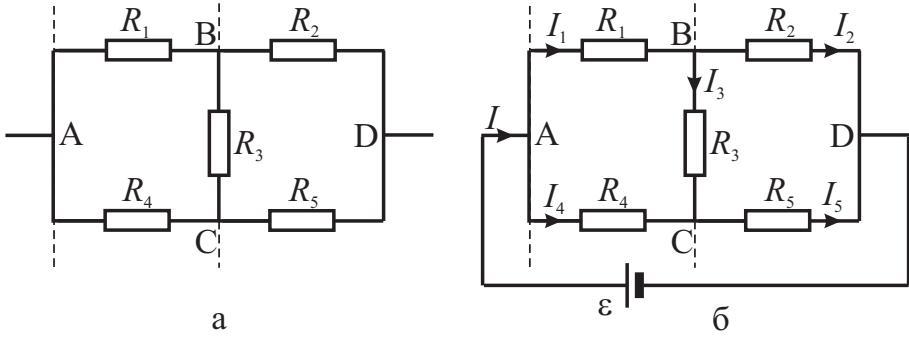 R₁ B R₂
A R₃ D
R₄ R₅
C
а
I₁ R₁ B R₂ I₂
I₃
I
A R₃ D
I₄ R₄ R₅ I₅
C
ε
б